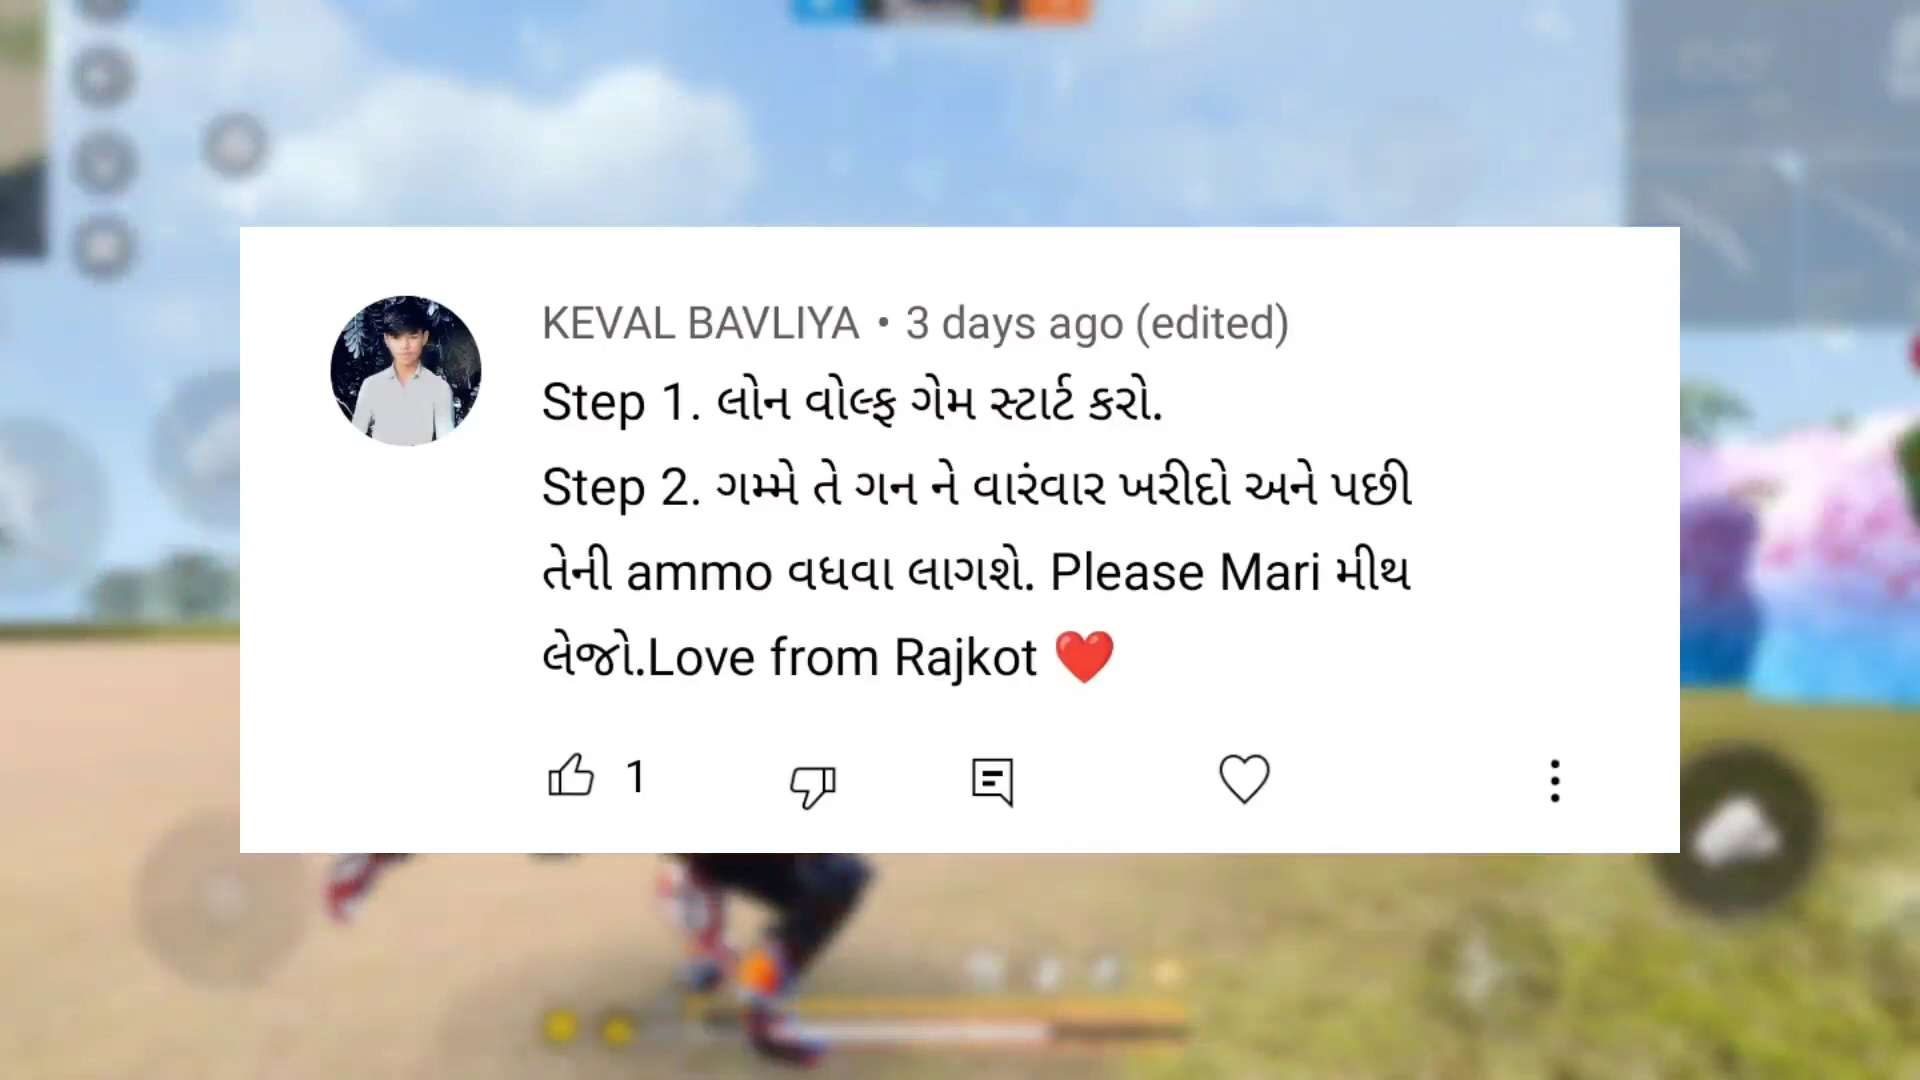 KEVAL BAVLIYA • 3 days ago (edited)
Step 1. લોન વોલ્ફ ગેમ સ્ટાર્ટ કરો.
Step 2. ગમ્મે તે ગન ને વારંવાર ખરીદો અને પછી
તેની ammo વધવા લાગશે. Please Mari મીથ
લેજો.Love from Rajkot ❤️
1